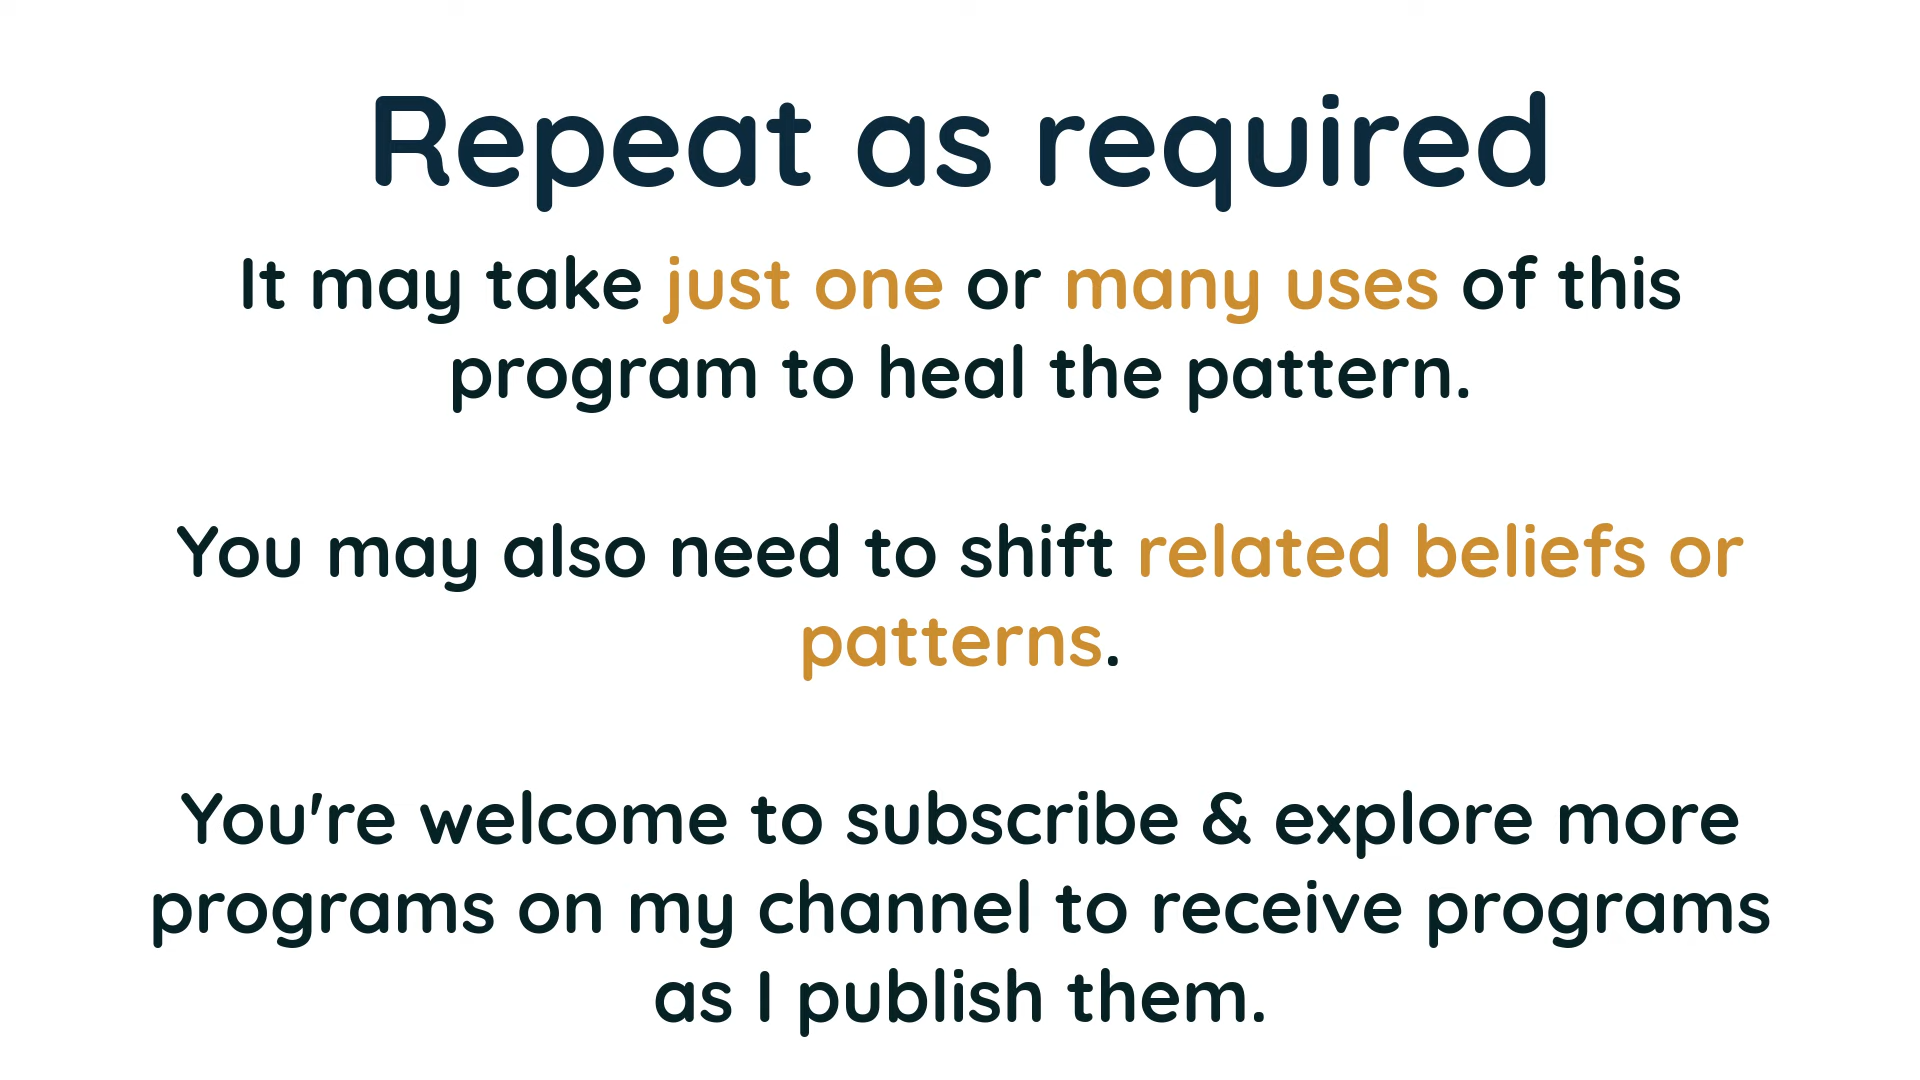 Repeat as required
It may take just one or many uses of this
program to heal the pattern.
You may also need to shift related beliefs or
patterns.
You're welcome to subscribe & explore more
programs on my channel to receive programs
as I publish them.